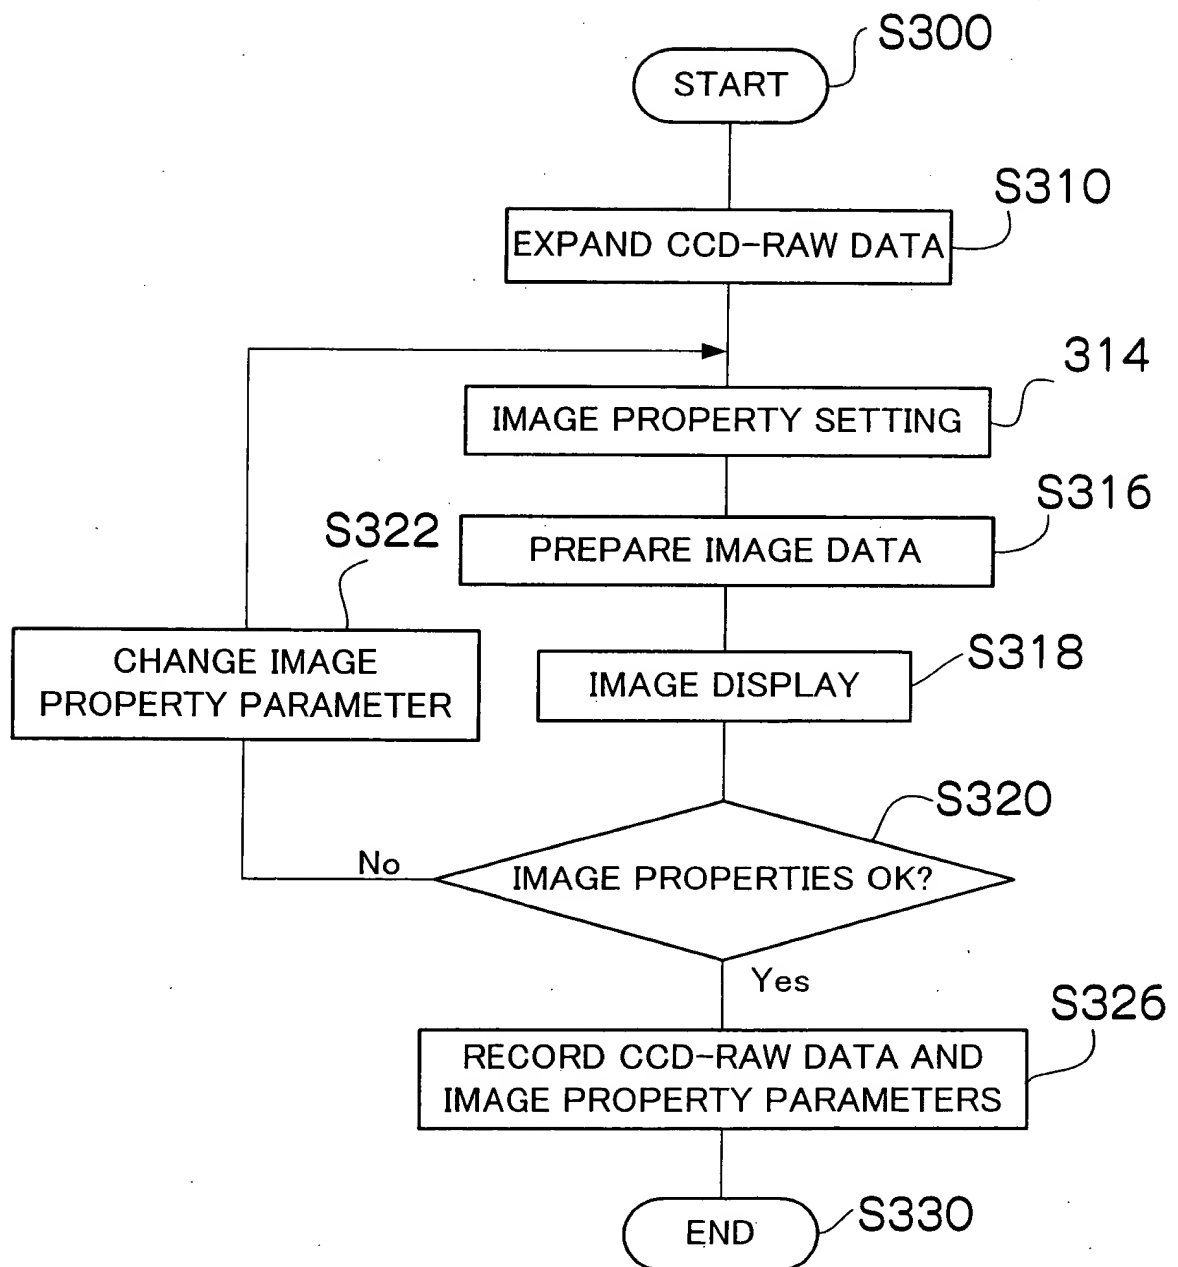 S300
START
S310
EXPAND CCD-RAW DATA
314
IMAGE PROPERTY SETTING
S316
PREPARE IMAGE DATA
S322
CHANGE IMAGE
PROPERTY PARAMETER
S318
IMAGE DISPLAY
S320
IMAGE PROPERTIES OK?
No
Yes
S326
RECORD CCD-RAW DATA AND
IMAGE PROPERTY PARAMETERS
S330
END